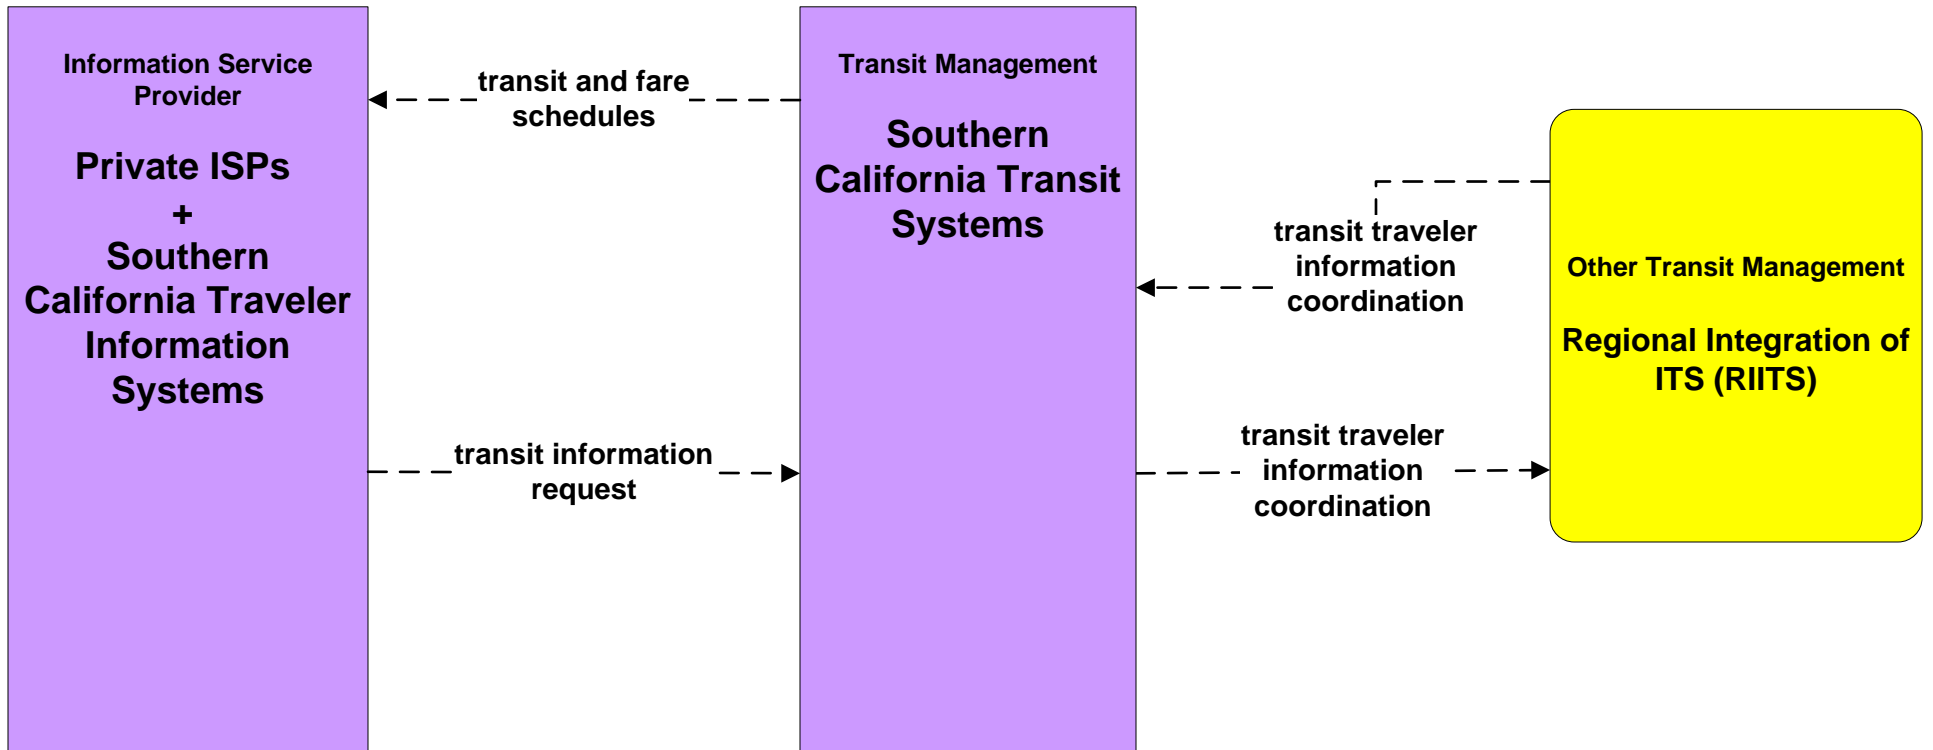 Information Service
Provider
Private ISPs
+
Southern
California Traveler
Information
Systems
transit and fare
schedules
transit information
request
Transit Management
Southern
California Transit
Systems
transit traveler
information
coordination
transit traveler
information
coordination
Other Transit Management
Regional Integration of
ITS (RIITS)